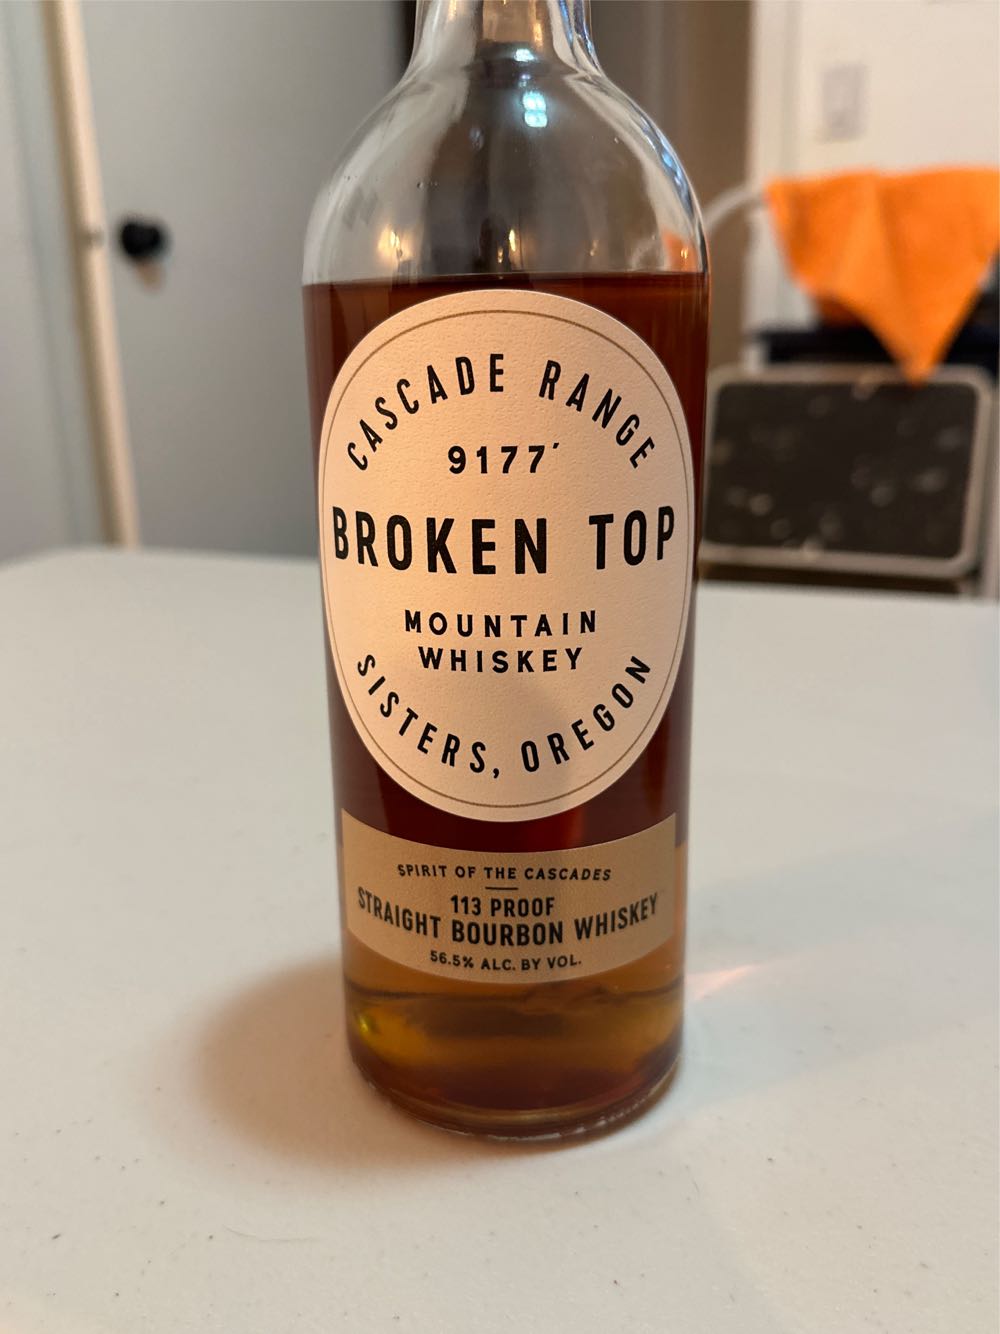 CASCADE RANGE
9177'
BROKEN TOP
MOUNTAIN
WHISKEY
SISTERS, OREGON
SPIRIT OF THE CASCADES
113 PROOF
STRAIGHT BOURBON WHISKEY
56.5% ALC. BY VOL.